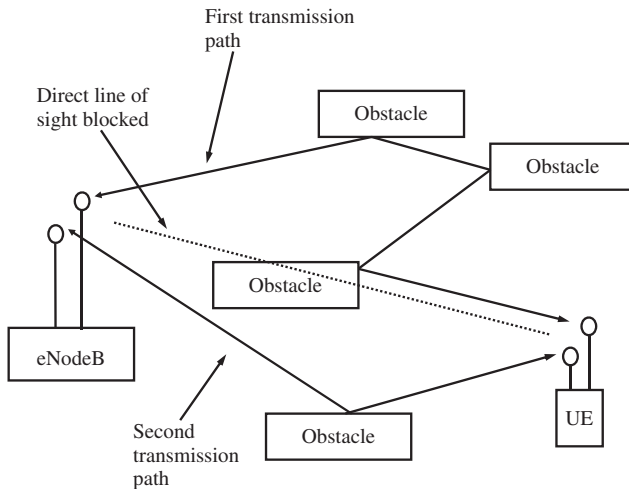 First transmission
path
Direct line of
sight blocked
Obstacle
Obstacle
Obstacle
eNodeB
UE
Obstacle
Second
transmission
path